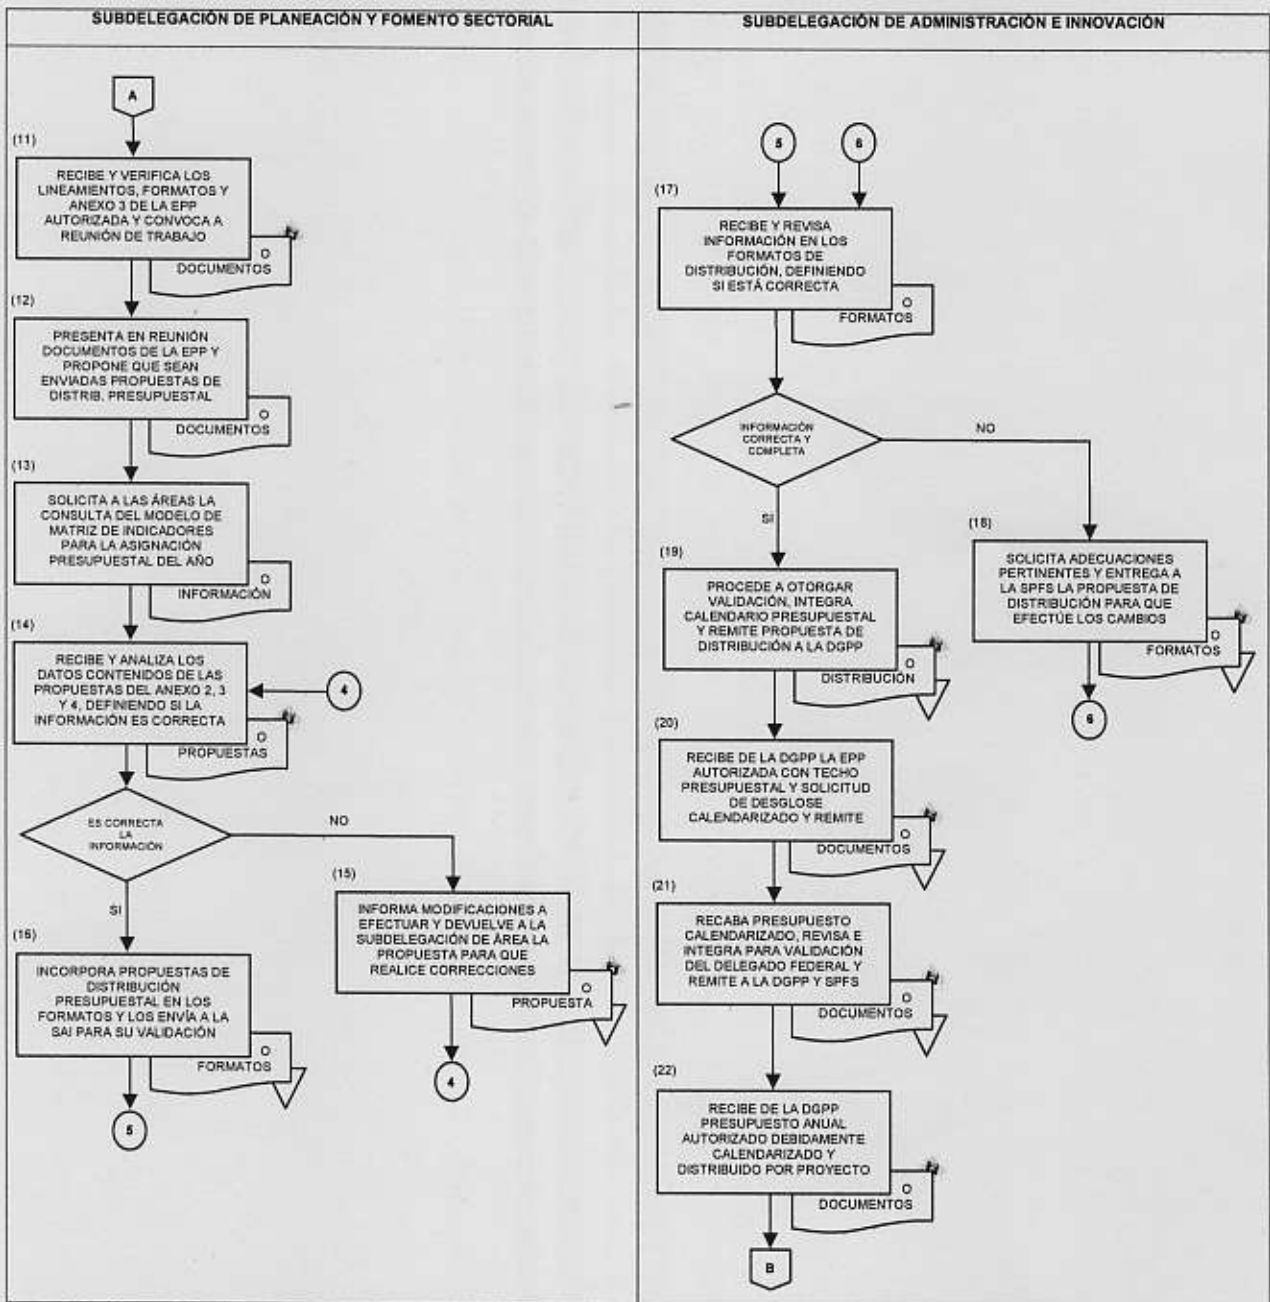 SUBDELEGACIÓN DE PLANEACIÓN Y FOMENTO SECTORIAL
A
(11)
RECIBE Y VERIFICA LOS
LINEAMIENTOS, FORMATOS Y
ANEXO 3 DE LA EPP
AUTORIZADA Y CONVOCA A
REUNIÓN DE TRABAJO
O
DOCUMENTOS
(12)
PRESENTA EN REUNIÓN
DOCUMENTOS DE LA EPP Y
PROPONE QUE SEAN
ENVIADAS PROPUESTAS DE
DISTRIB. PRESUPUESTAL
O
DOCUMENTOS
(13)
SOLICITA A LAS ÁREAS LA
CONSULTA DEL MODELO DE
MATRIZ DE INDICADORES
PARA LA ASIGNACIÓN
PRESUPUESTAL DEL AÑO
O
INFORMACIÓN
(14)
RECIBE Y ANALIZA LOS
DATOS CONTENIDOS DE LAS
PROPUESTAS DEL ANEXO 2, 3
Y 4, DEFINIENDO SI LA
INFORMACIÓN ES CORRECTA
4
O
PROPUESTAS
ES CORRECTA
LA
INFORMACIÓN
NO
SI
(15)
INFORMA MODIFICACIONES A
EFECTUAR Y DEVUELVE A LA
SUBDELEGACIÓN DE ÁREA LA
PROPUESTA PARA QUE
REALICE CORRECCIONES
O
PROPUESTA
4
(16)
INCORPORA PROPUESTAS DE
DISTRIBUCIÓN
PRESUPUESTAL EN LOS
FORMATOS Y LOS ENVÍA A LA
SAI PARA SU VALIDACIÓN
O
FORMATOS
5
SUBDELEGACIÓN DE ADMINISTRACIÓN E INNOVACIÓN
5
6
(17)
RECIBE Y REVISA
INFORMACIÓN EN LOS
FORMATOS DE
DISTRIBUCIÓN, DEFINIENDO
SI ESTÁ CORRECTA
O
FORMATOS
INFORMACIÓN
CORRECTA Y
COMPLETA
NO
SI
(18)
SOLICITA ADECUACIONES
PERTINENTES Y ENTREGA A
LA SPFS LA PROPUESTA DE
DISTRIBUCIÓN PARA QUE
EFECTÚE LOS CAMBIOS
O
FORMATOS
6
(19)
PROCEDE A OTORGAR
VALIDACIÓN, INTEGRA
CALENDARIO PRESUPUESTAL
Y REMITE PROPUESTA DE
DISTRIBUCIÓN A LA DGPP
O
DISTRIBUCIÓN
(20)
RECIBE DE LA DGPP LA EPP
AUTORIZADA CON TECHO
PRESUPUESTAL Y SOLICITUD
DE DESGLOSE
CALENDARIZADO Y REMITE
O
DOCUMENTOS
(21)
RECABA PRESUPUESTO
CALENDARIZADO, REVISA E
INTEGRA PARA VALIDACIÓN
DEL DELEGADO FEDERAL Y
REMITE A LA DGPP Y SPFS
O
DOCUMENTOS
(22)
RECIBE DE LA DGPP
PRESUPUESTO ANUAL
AUTORIZADO DEBIDAMENTE
CALENDARIZADO Y
DISTRIBUIDO POR PROYECTO
O
DOCUMENTOS
B